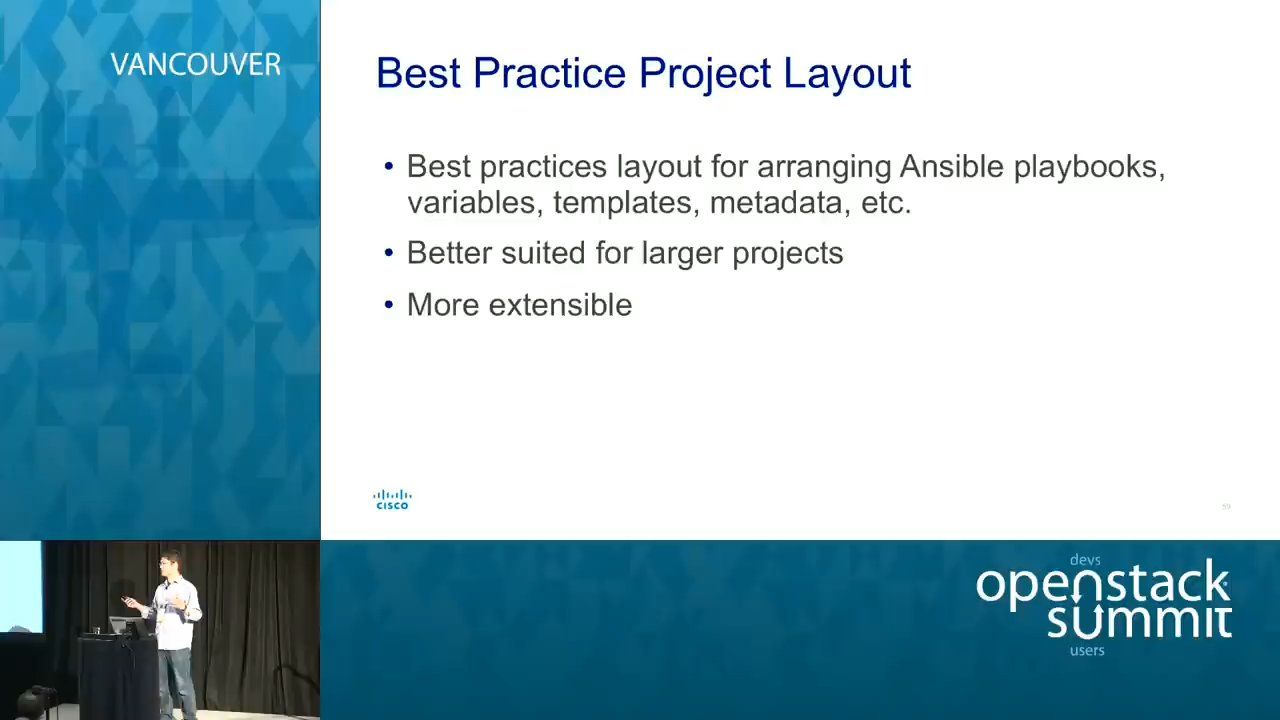 VANCOUVER
Best Practice Project Layout
• Best practices layout for arranging Ansible playbooks,
variables, templates, metadata, etc.
• Better suited for larger projects
• More extensible
CISCO
59
devs
openstack
summit
users